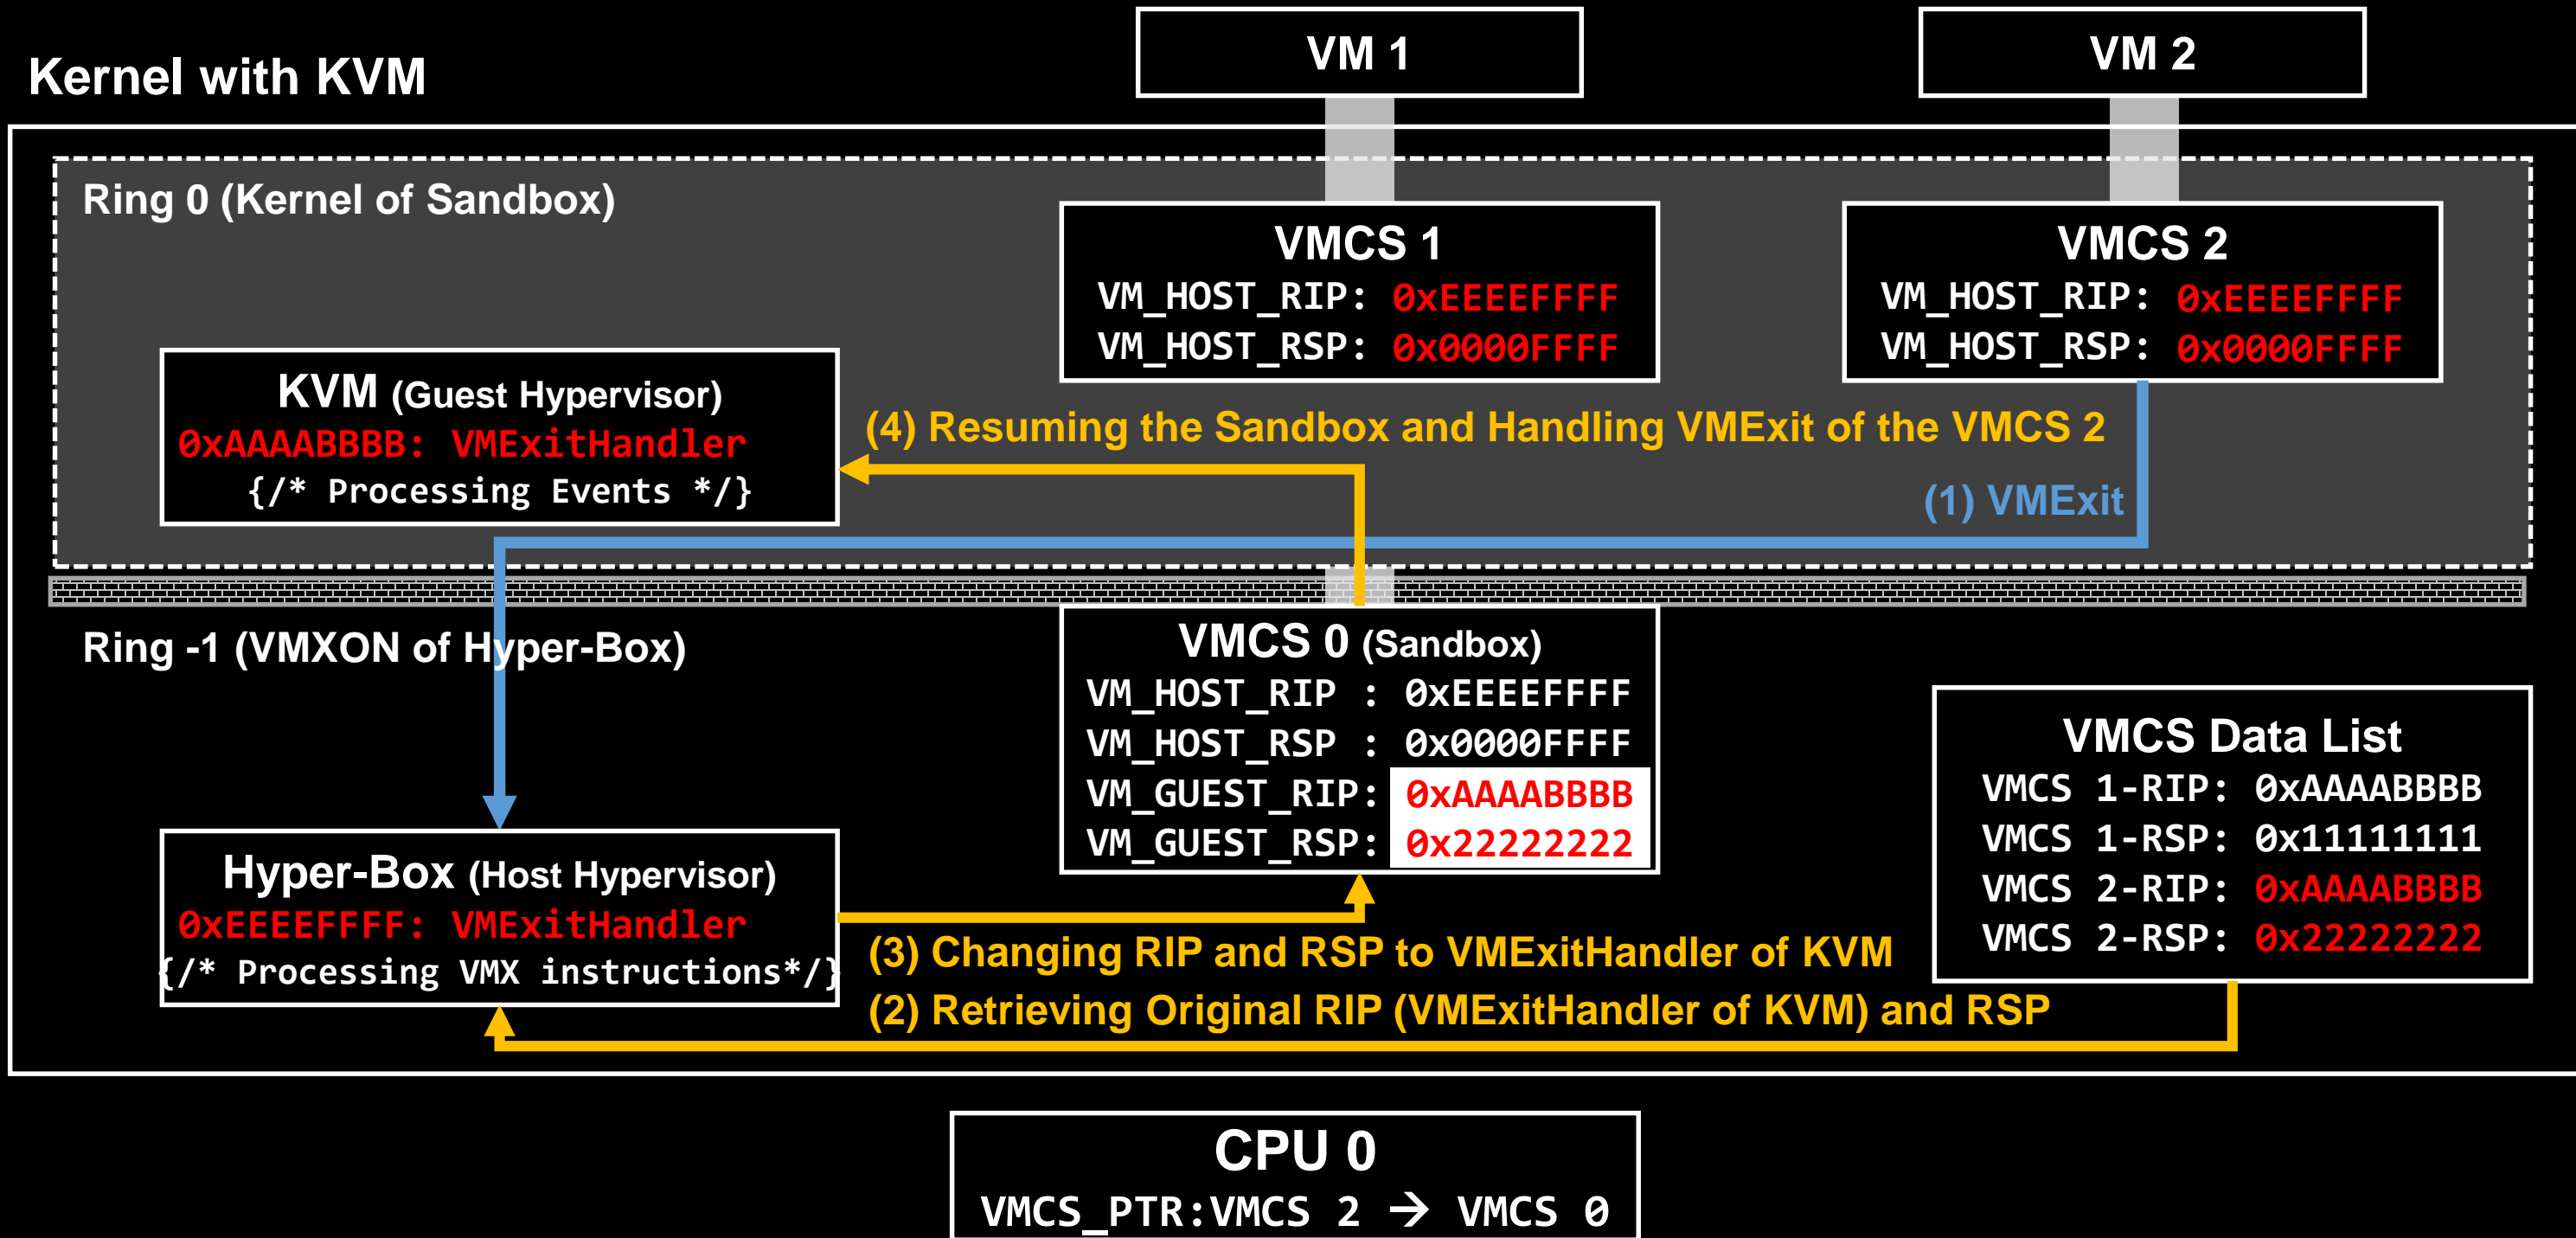 Kernel with KVM
VM 1
VM 2
Ring 0 (Kernel of Sandbox)
VMCS 1
VM_HOST_RIP: 0xEEEEFFFF
VM_HOST_RSP: 0x0000FFFF
VMCS 2
VM_HOST_RIP: 0xEEEEFFFF
VM_HOST_RSP: 0x0000FFFF
KVM (Guest Hypervisor)
0xAAAABBBB: VMExitHandler
{/* Processing Events */}
(4) Resuming the Sandbox and Handling VMExit of the VMCS 2
(1) VMExit
Ring -1 (VMXON of Hyper-Box)
VMCS 0 (Sandbox)
VM_HOST_RIP : 0xEEEEFFFF
VM_HOST_RSP : 0x0000FFFF
VM_GUEST_RIP: 0xAAAABBBB
VM_GUEST_RSP: 0x22222222
VMCS Data List
VMCS 1-RIP: 0xAAAABBBB
VMCS 1-RSP: 0x11111111
VMCS 2-RIP: 0xAAAABBBB
VMCS 2-RSP: 0x22222222
Hyper-Box (Host Hypervisor)
0xEEEEFFFF: VMExitHandler
{/* Processing VMX instructions*/}
(3) Changing RIP and RSP to VMExitHandler of KVM
(2) Retrieving Original RIP (VMExitHandler of KVM) and RSP
CPU 0
VMCS_PTR:VMCS 2 → VMCS 0